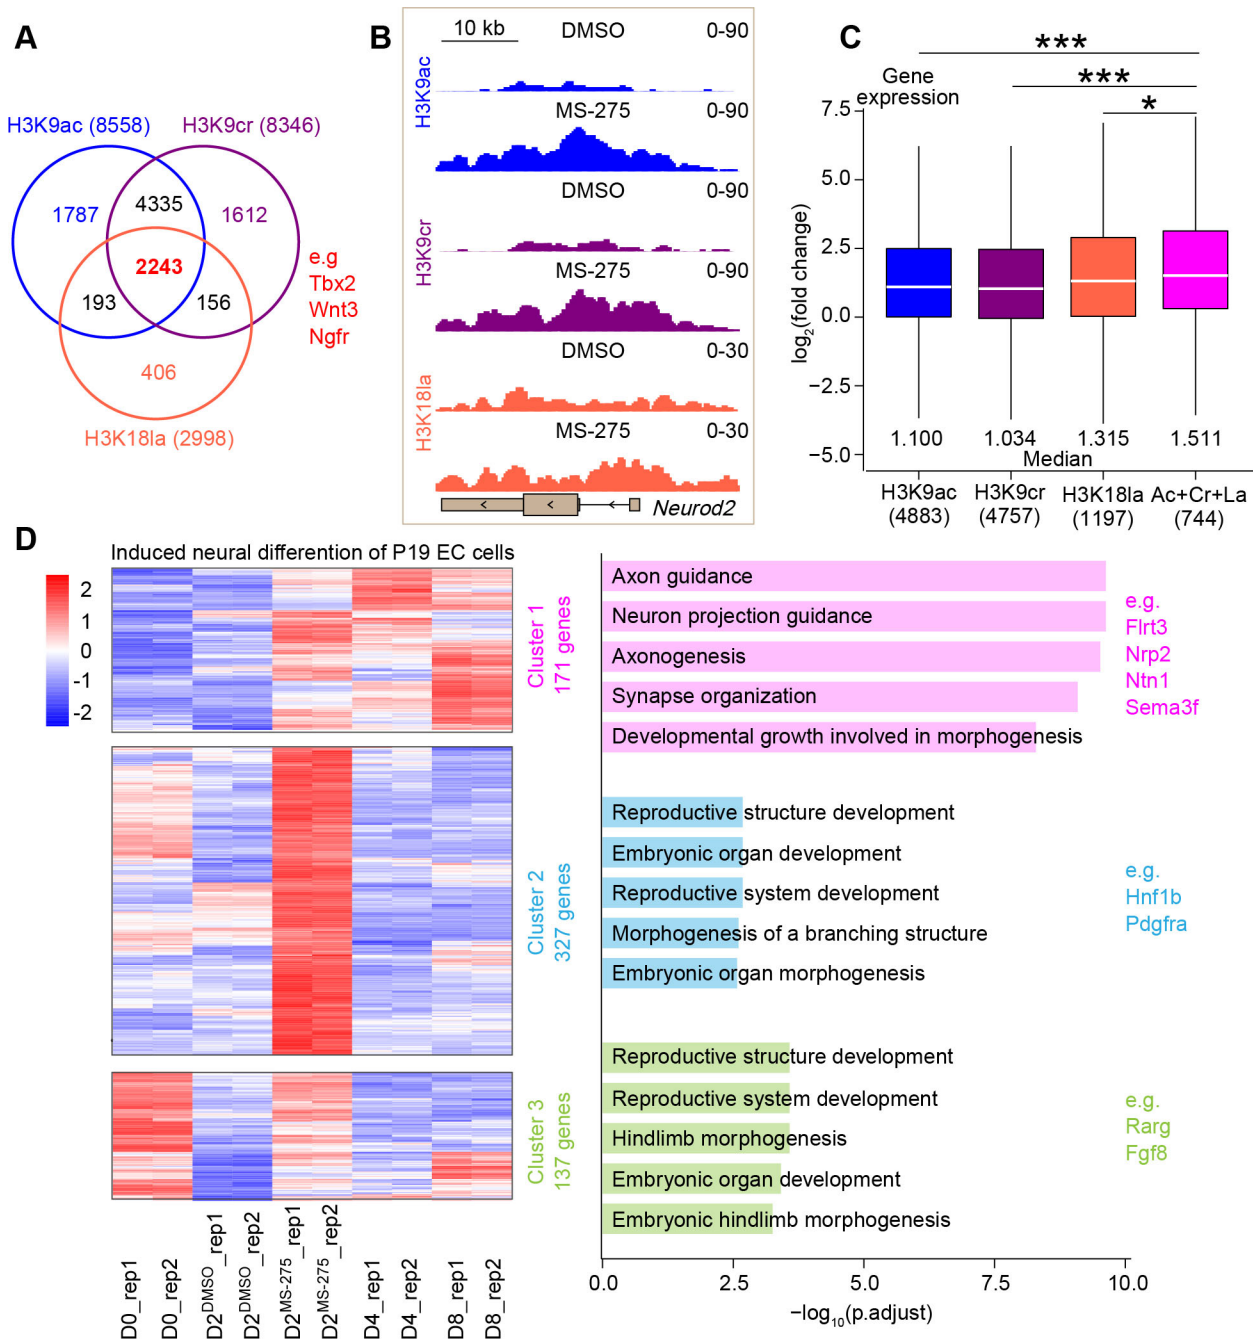 A
H3K9ac (8558)
H3K9cr (8346)
1787
4335
1612
2243
193
156
406
H3K18la (2998)
e.g
Tbx2
Wnt3
Ngfr
B
10 kb
DMSO
0-90
H3K9ac
MS-275
0-90
DMSO
0-90
H3K9cr
MS-275
0-90
DMSO
0-30
H3K18la
MS-275
0-30
Neurod2
C
***
***
*
Gene
expression
log2(fold change)
7.5
5.0
2.5
0.0
−2.5
−5.0
1.100
1.034
1.315
1.511
Median
H3K9ac
(4883)
H3K9cr
(4757)
H3K18la
(1197)
Ac+Cr+La
(744)
D
Induced neural differention of P19 EC cells
2
1
0
-1
-2
Cluster 1
171 genes
Cluster 2
327 genes
Cluster 3
137 genes
D0_rep1
D0_rep2
D2DMSO_rep1
D2DMSO_rep2
D2MS-275_rep1
D2MS-275_rep2
D4_rep1
D4_rep2
D8_rep1
D8_rep2
Axon guidance
Neuron projection guidance
Axonogenesis
Synapse organization
Developmental growth involved in morphogenesis
e.g.
Flrt3
Nrp2
Ntn1
Sema3f
Reproductive structure development
Embryonic organ development
Reproductive system development
Morphogenesis of a branching structure
Embryonic organ morphogenesis
e.g.
Hnf1b
Pdgfra
Reproductive structure development
Reproductive system development
Hindlimb morphogenesis
Embryonic organ development
Embryonic hindlimb morphogenesis
e.g.
Rarg
Fgf8
0.0
2.5
5.0
7.5
10.0
−log10(p.adjust)